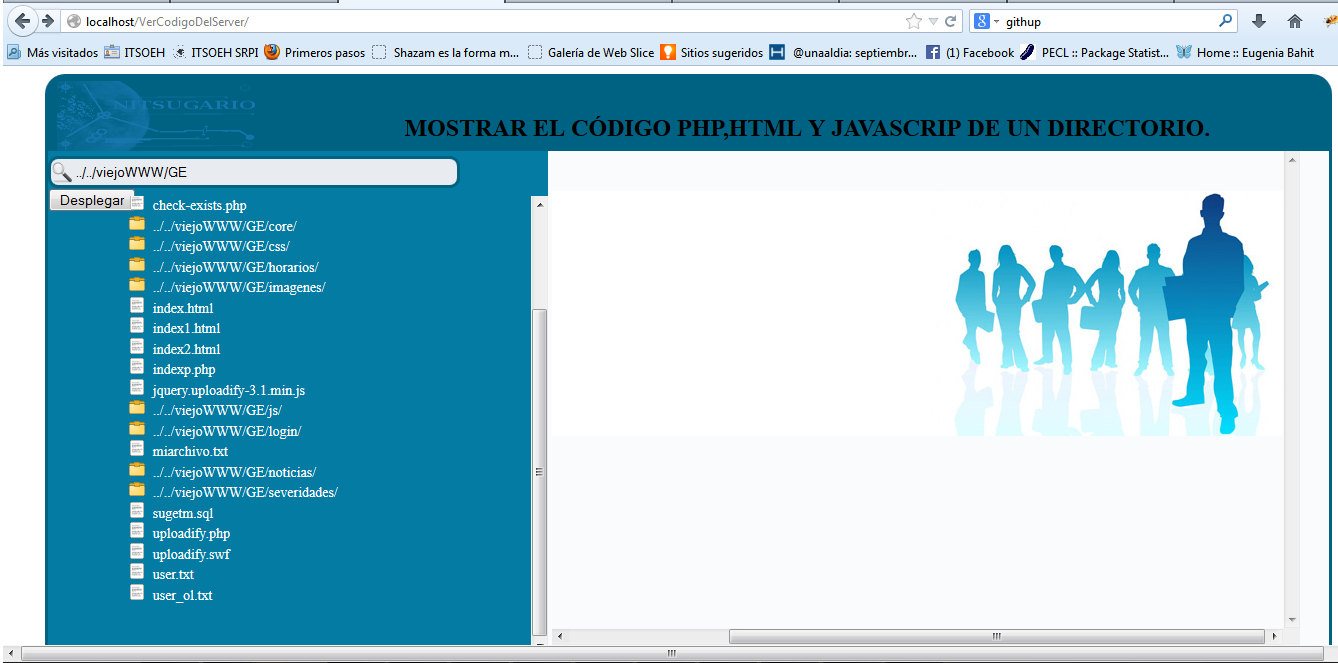 localhost/VerCodigoDelServer/
githup
Más visitados ITSOEH ITSOEH SRPI Primeros pasos Shazam es la forma m... Galería de Web Slice Sitios sugeridos @unaaldia: septiembr... (1) Facebook PECL :: Package Statist... Home :: Eugenia Bahit
NITSUGARIO
MOSTRAR EL CÓDIGO PHP,HTML Y JAVASCRIP DE UN DIRECTORIO.
../../viejoWWW/GE
Desplegar
check-exists.php
../../viejoWWW/GE/core/
../../viejoWWW/GE/css/
../../viejoWWW/GE/horarios/
../../viejoWWW/GE/imagenes/
index.html
index1.html
index2.html
indexp.php
jquery.uploadify-3.1.min.js
../../viejoWWW/GE/js/
../../viejoWWW/GE/login/
miarchivo.txt
../../viejoWWW/GE/noticias/
../../viejoWWW/GE/severidades/
sugetm.sql
uploadify.php
uploadify.swf
user.txt
user_ol.txt